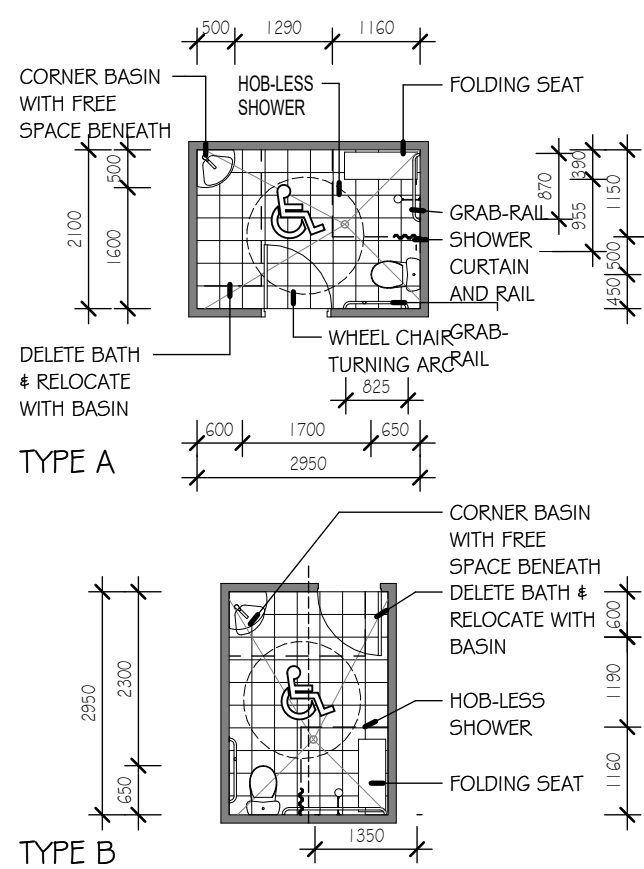 500 1290 1160
CORNER BASIN
WITH FREE
SPACE BENEATH
HOB-LESS
SHOWER
FOLDING SEAT
2100
500
1600
870
390
955
1150
500
450
GRAB-RAIL
SHOWER
CURTAIN
AND RAIL
GRAB-
RAIL
WHEEL CHAIR
TURNING ARC
DELETE BATH
& RELOCATE
WITH BASIN
825
600 1700 650
2950
TYPE A
CORNER BASIN
WITH FREE
SPACE BENEATH
DELETE BATH &
RELOCATE WITH
BASIN
HOB-LESS
SHOWER
FOLDING SEAT
2950
2300
650
600
1190
1160
1350
TYPE B